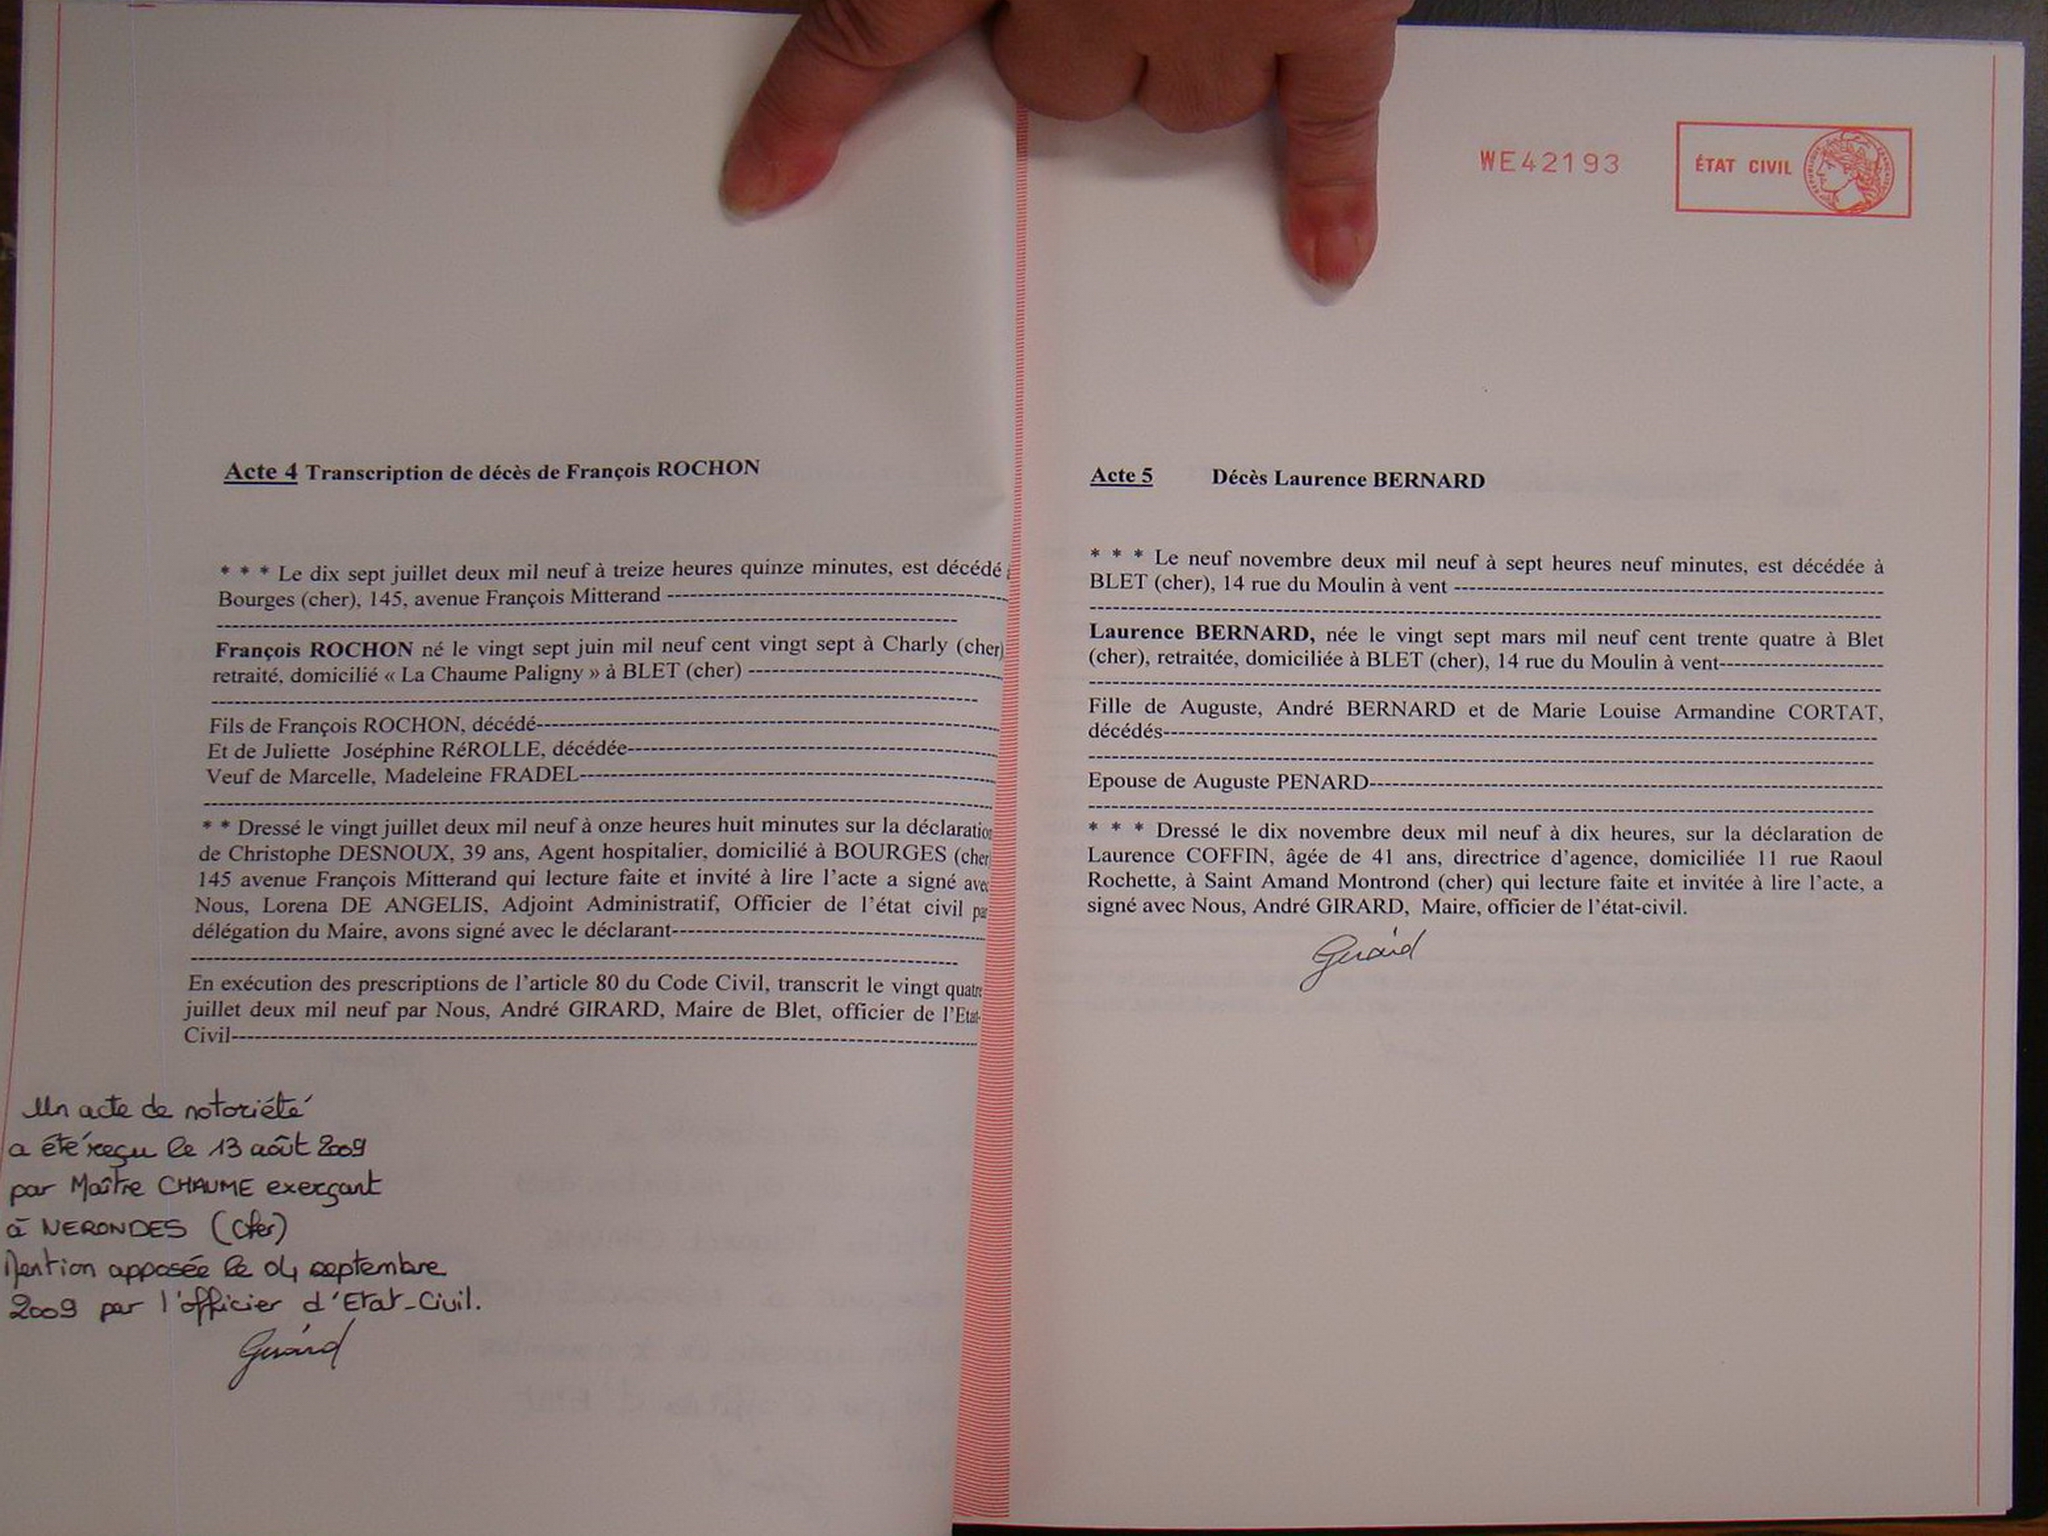 Acte 4 Transcription de décès de François ROCHON
* * * Le dix sept juillet deux mil neuf à treize heures quinze minutes, est décédé
Bourges (cher), 145, avenue François Mitterand ------------------------------------------
------------------------------------------------------------------------------------------
François ROCHON né le vingt sept juin mil neuf cent vingt sept à Charly (cher)
retraité, domicilié « La Chaume Paligny » à BLET (cher) ------------------------------
------------------------------------------------------------------------------------------
Fils de François ROCHON, décédé--------------------------------------------------------
Et de Juliette Joséphine RéROLLE, décédée---------------------------------------------
Veuf de Marcelle, Madeleine FRADEL--------------------------------------------------
------------------------------------------------------------------------------------------
* * Dressé le vingt juillet deux mil neuf à onze heures huit minutes sur la déclaration
de Christophe DESNOUX, 39 ans, Agent hospitalier, domicilié à BOURGES (cher
145 avenue François Mitterand qui lecture faite et invité à lire l'acte a signé avec
Nous, Lorena DE ANGELIS, Adjoint Administratif, Officier de l'état civil pa
délégation du Maire, avons signé avec le déclarant--------------------------------------
------------------------------------------------------------------------------------------
En exécution des prescriptions de l'article 80 du Code Civil, transcrit le vingt quatre
juillet deux mil neuf par Nous, André GIRARD, Maire de Blet, officier de l'Etat-
Civil--------------------------------------------------------------------------------------
Un acte de notoriété
a été reçu le 13 août 2009
par Maître CHAUME exerçant
à NERONDES (Cher)
Mention apposée le 04 septembre
2009 par l'officier d'Etat-Civil.
Girard
WE42193
ÉTAT CIVIL
Acte 5 Décès Laurence BERNARD
* * * Le neuf novembre deux mil neuf à sept heures neuf minutes, est décédée à
BLET (cher), 14 rue du Moulin à vent --------------------------------------------------
------------------------------------------------------------------------------------------
Laurence BERNARD, née le vingt sept mars mil neuf cent trente quatre à Blet
(cher), retraitée, domiciliée à BLET (cher), 14 rue du Moulin à vent-------------------
------------------------------------------------------------------------------------------
Fille de Auguste, André BERNARD et de Marie Louise Armandine CORTAT,
décédés----------------------------------------------------------------------------------
------------------------------------------------------------------------------------------
Epouse de Auguste PENARD-----------------------------------------------------------
------------------------------------------------------------------------------------------
* * * Dressé le dix novembre deux mil neuf à dix heures, sur la déclaration de
Laurence COFFIN, âgée de 41 ans, directrice d'agence, domiciliée 11 rue Raoul
Rochette, à Saint Amand Montrond (cher) qui lecture faite et invitée à lire l'acte, a
signé avec Nous, André GIRARD, Maire, officier de l'état-civil.
Girard